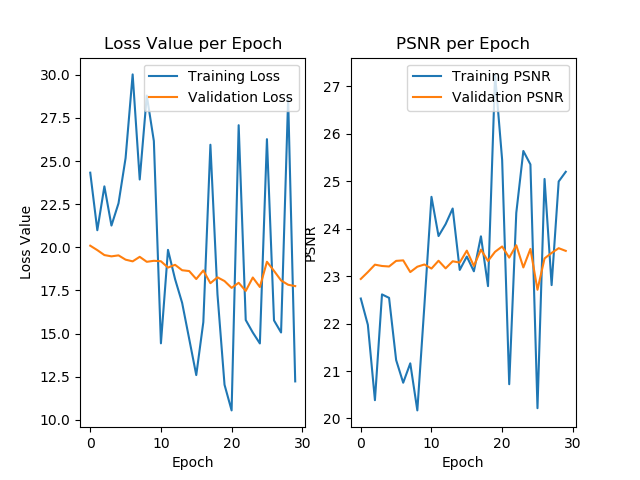 Loss Value per Epoch
Loss Value
30.0
27.5
25.0
22.5
20.0
17.5
15.0
12.5
10.0
Training Loss
Validation Loss
0
10
20
30
Epoch
PSNR per Epoch
PSNR
27
26
25
24
23
22
21
20
Training PSNR
Validation PSNR
0
10
20
30
Epoch